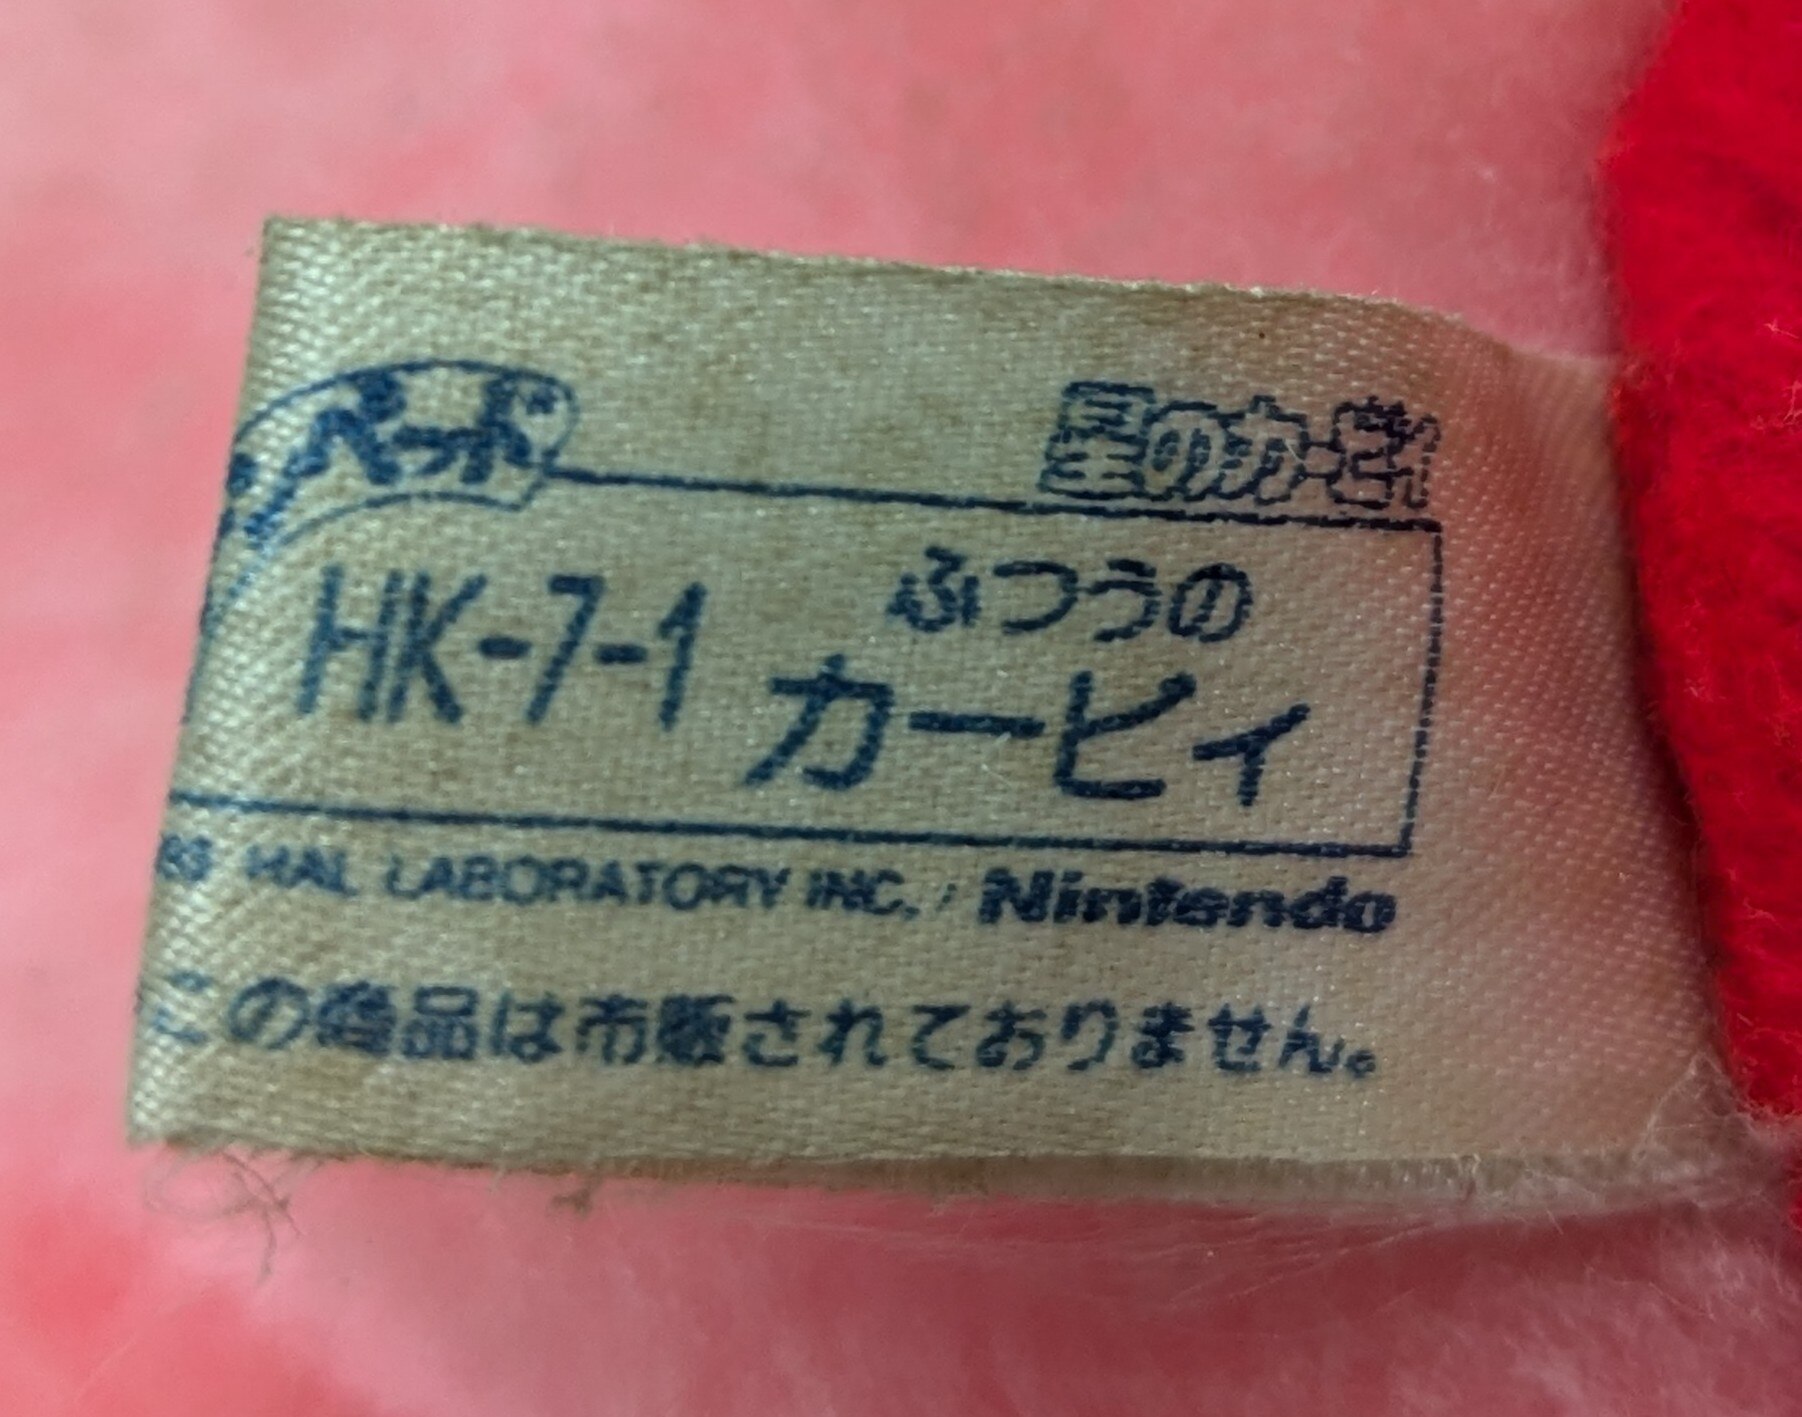 星のカービィ
HK-7-1
ふつうの
カービィ
HAL LABORATORY INC. / Nintendo
この商品は市販されておりません。